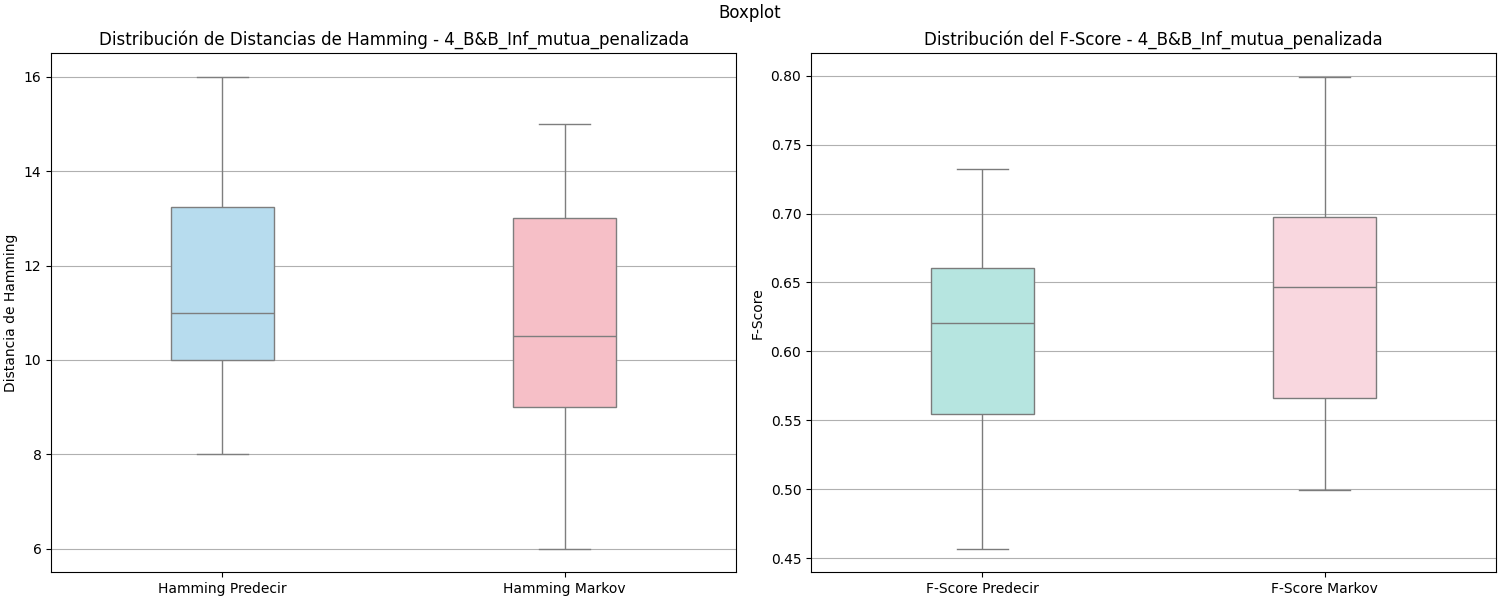 Boxplot
Distribución de Distancias de Hamming - 4_B&B_Inf_mutua_penalizada
16
14
12
10
8
6
Distancia de Hamming
Hamming Predecir
Hamming Markov
Distribución del F-Score - 4_B&B_Inf_mutua_penalizada
0.80
0.75
0.70
0.65
0.60
0.55
0.50
0.45
F-Score
F-Score Predecir
F-Score Markov